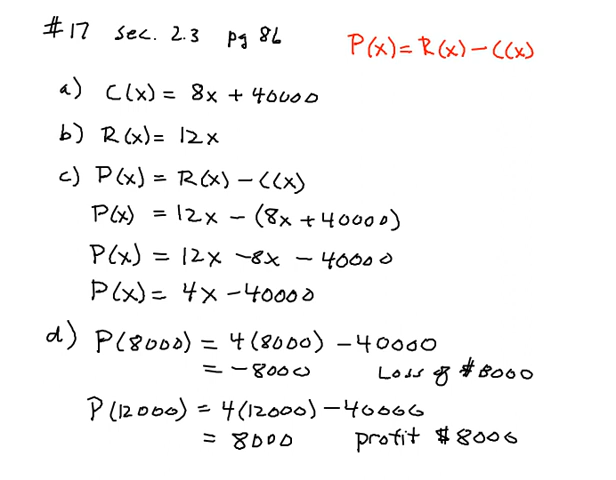 #17 sec. 2.3 pg 86
P(x) = R(x) - C(x)
a) C(x) = 8x + 40000
b) R(x) = 12x
c) P(x) = R(x) - C(x)
P(x) = 12x - (8x + 40000)
P(x) = 12x - 8x - 40000
P(x) = 4x - 40000
d) P(8000) = 4(8000) - 40000
= -8000 Loss of $8000
P(12000) = 4(12000) - 40000
= 8000 profit $8000